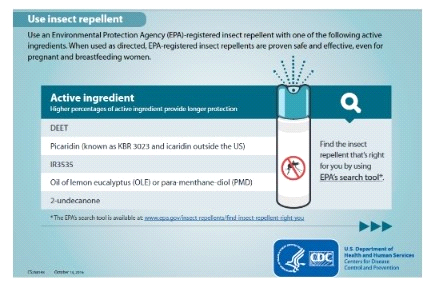 Use insect repellent
Use an Environmental Protection Agency (EPA)-registered insect repellent with one of the following active
ingredients. When used as directed, EPA-registered insect repellents are proven safe and effective, even for
pregnant and breastfeeding women.
Active ingredient
Higher percentages of active ingredient provide longer protection
DEET
Picaridin (known as KBR 3023 and icaridin outside the US)
IR3535
Oil of lemon eucalyptus (OLE) or para-menthane-diol (PMD)
2-undecanone
Find the insect
repellent that's right
for you by using
EPA's search tool*.
*The EPA's search tool is available at: www.epa.gov/insect-repellents/find-insect-repellent-right-you
CDC
U.S. Department of
Health and Human Services
Centers for Disease
Control and Prevention